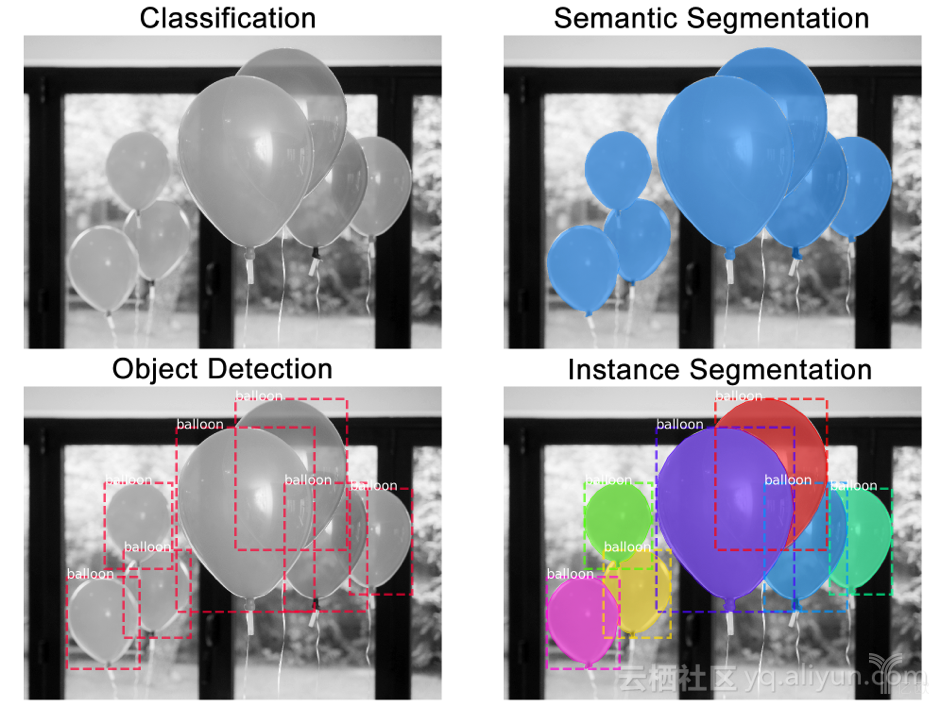 Classification
Semantic Segmentation
Object Detection
Instance Segmentation
balloon
balloon
balloon
balloon
balloon
balloon
balloon
balloon
balloon
balloon
balloon
balloon
balloon
balloon
云栖社区 yq.aliyun.com